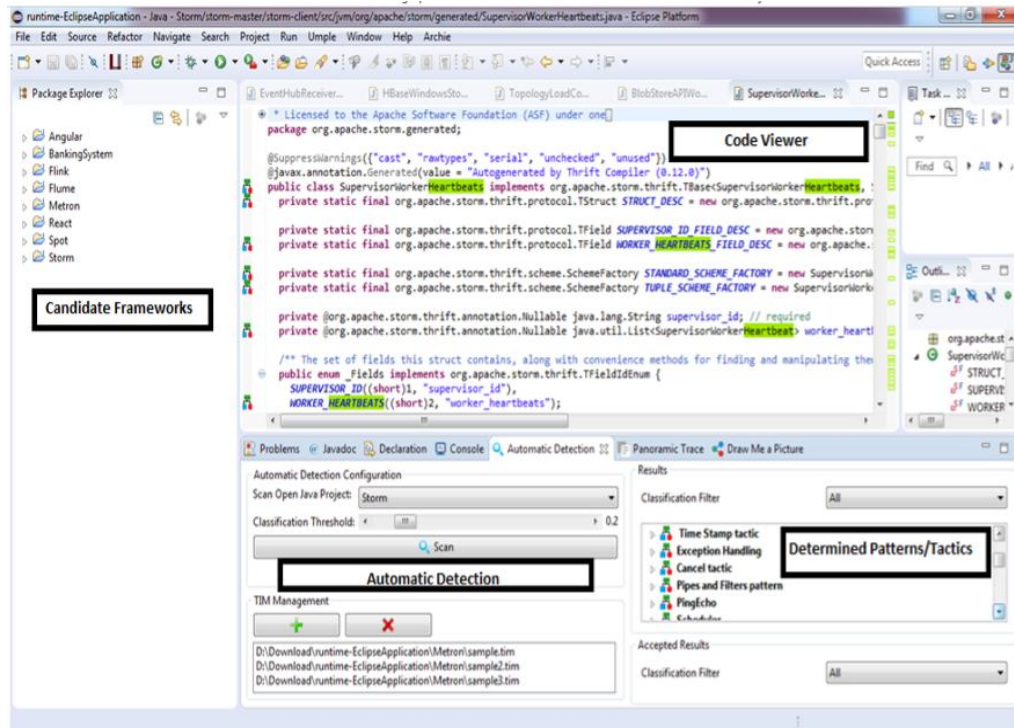 runtime-EclipseApplication - Java - Storm/storm-master/storm-client/src/jvm/org/apache/storm/generated/SupervisorWorkerHeartbeats.java - Eclipse Platform
File Edit Source Refactor Navigate Search Project Run Umple Window Help Archie
Quick Access
Package Explorer
Angular
BankingSystem
Flink
Flume
Metron
React
Spot
Storm
Candidate Frameworks
EventHubReceiver... HBaseWindowsSto... TopologyLoadCo... BlobStoreAPIWo... SupervisorWorke...
* Licensed to the Apache Software Foundation (ASF) under one
package org.apache.storm.generated;
Code Viewer
@SuppressWarnings({"cast", "rawtypes", "serial", "unchecked", "unused"})
@javax.annotation.Generated(value = "Autogenerated by Thrift Compiler (0.12.0)")
public class SupervisorWorkerHeartbeats implements org.apache.storm.thrift.TBase<SupervisorWorkerHeartbeats, S
private static final org.apache.storm.thrift.protocol.TStruct STRUCT_DESC = new org.apache.storm.thrift.pro
private static final org.apache.storm.thrift.protocol.TField SUPERVISOR_ID_FIELD_DESC = new org.apache.stor
private static final org.apache.storm.thrift.protocol.TField WORKER_HEARTBEATS_FIELD_DESC = new org.apache.
private static final org.apache.storm.thrift.scheme.SchemeFactory STANDARD_SCHEME_FACTORY = new SupervisorW
private static final org.apache.storm.thrift.scheme.SchemeFactory TUPLE_SCHEME_FACTORY = new SupervisorWork
private @org.apache.storm.thrift.annotation.Nullable java.lang.String supervisor_id; // required
private @org.apache.storm.thrift.annotation.Nullable java.util.List<SupervisorWorkerHeartbeat> worker_heartl
/** The set of fields this struct contains, along with convenience methods for finding and manipulating them
public enum _Fields implements org.apache.storm.thrift.TFieldIdEnum {
SUPERVISOR_ID((short)1, "supervisor_id"),
WORKER_HEARTBEATS((short)2, "worker_heartbeats");
Task ...
Find All
Outli...
org.apache.st
SupervisorWo
STRUCT_
SUPERVIS
WORKER
Problems Javadoc Declaration Console Automatic Detection Panoramic Trace Draw Me a Picture
Automatic Detection Configuration
Scan Open Java Project: Storm
Classification Threshold: 0.2
Scan
Automatic Detection
TIM Management
D:\Download\runtime-EclipseApplication\Metron\sample.tim
D:\Download\runtime-EclipseApplication\Metron\sample2.tim
D:\Download\runtime-EclipseApplication\Metron\sample3.tim
Results
Classification Filter All
Time Stamp tactic
Exception Handling
Cancel tactic
Pipes and Filters pattern
PingEcho
Scheduler
Determined Patterns/Tactics
Accepted Results
Classification Filter All